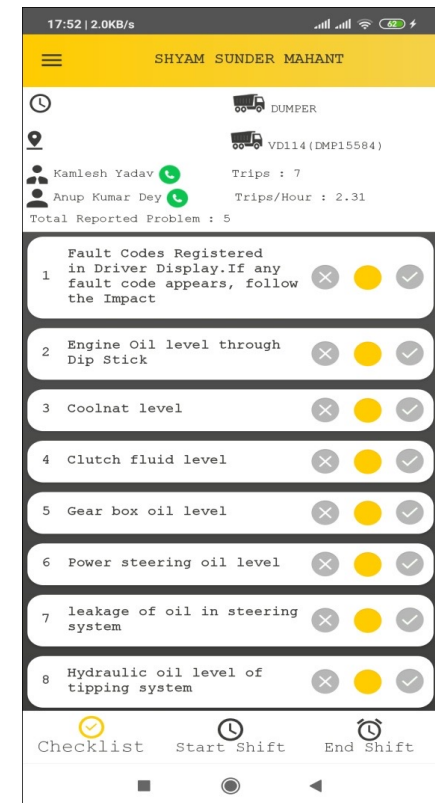 17:52 | 2.0KB/s 62
SHYAM SUNDER MAHANT
DUMPER
VD114(DMP15584)
Kamlesh Yadav Trips : 7
Anup Kumar Dey Trips/Hour : 2.31
Total Reported Problem : 5
1 Fault Codes Registered
in Driver Display.If any
fault code appears, follow
the Impact
2 Engine Oil level through
Dip Stick
3 Coolnat level
4 Clutch fluid level
5 Gear box oil level
6 Power steering oil level
7 leakage of oil in steering
system
8 Hydraulic oil level of
tipping system
Checklist Start Shift End Shift